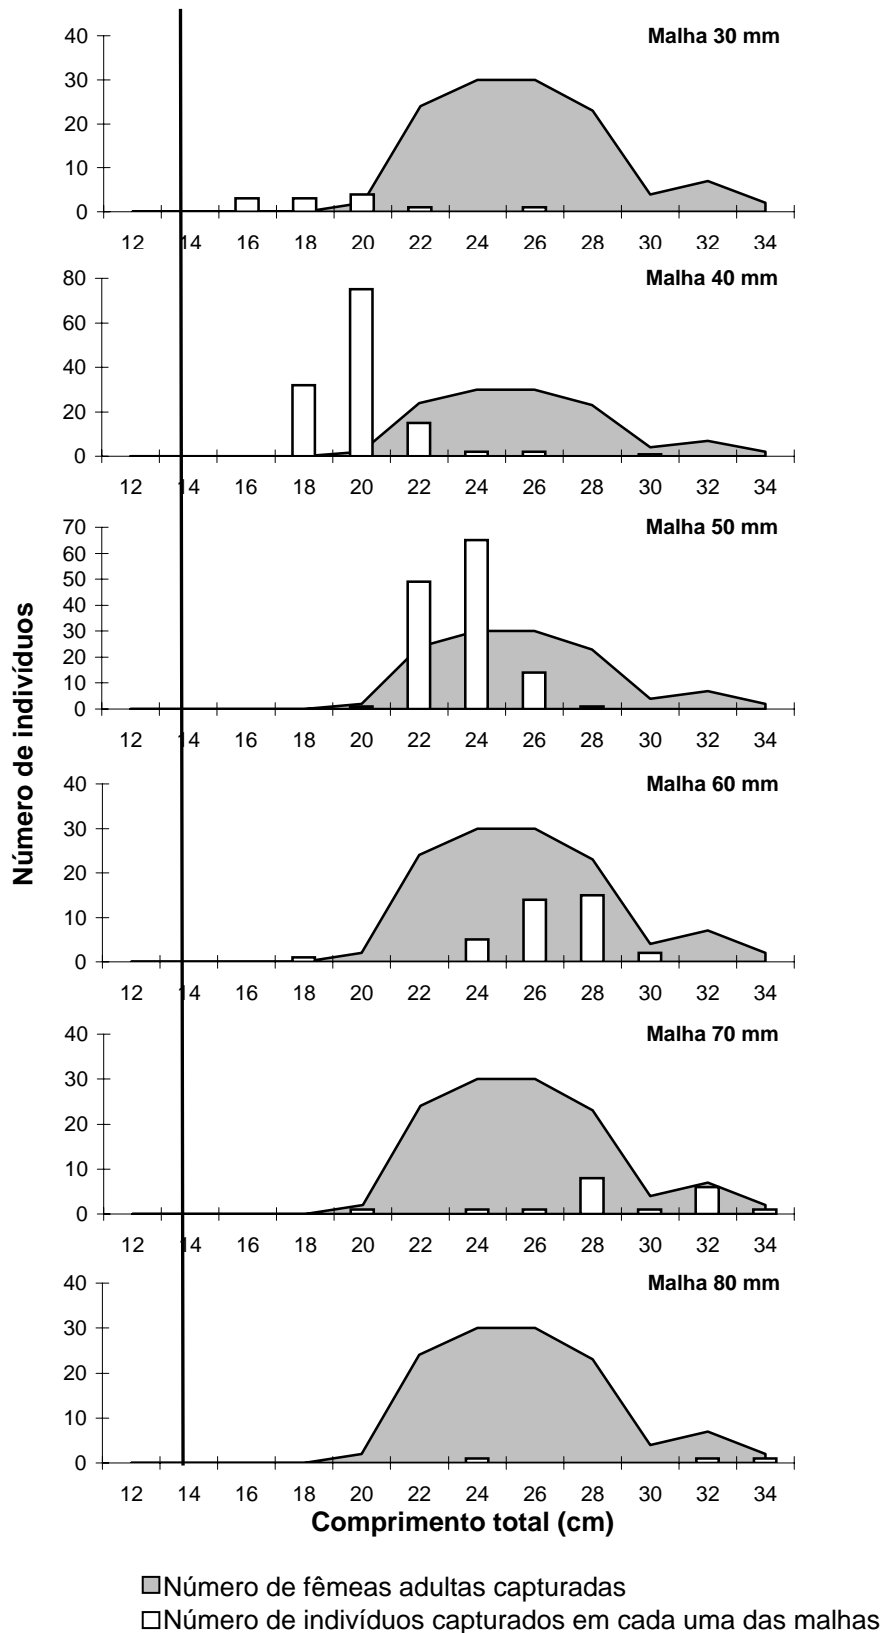 Malha 30 mm
40
30
20
10
0
12 14 16 18 20 22 24 26 28 30 32 34
Malha 40 mm
80
60
40
20
0
12 14 16 18 20 22 24 26 28 30 32 34
Malha 50 mm
70
60
50
40
30
20
10
0
12 14 16 18 20 22 24 26 28 30 32 34
Número de indivíduos
Malha 60 mm
40
30
20
10
0
12 14 16 18 20 22 24 26 28 30 32 34
Malha 70 mm
40
30
20
10
0
12 14 16 18 20 22 24 26 28 30 32 34
Malha 80 mm
40
30
20
10
0
12 14 16 18 20 22 24 26 28 30 32 34
Comprimento total (cm)
Número de fêmeas adultas capturadas
Número de indivíduos capturados em cada uma das malhas